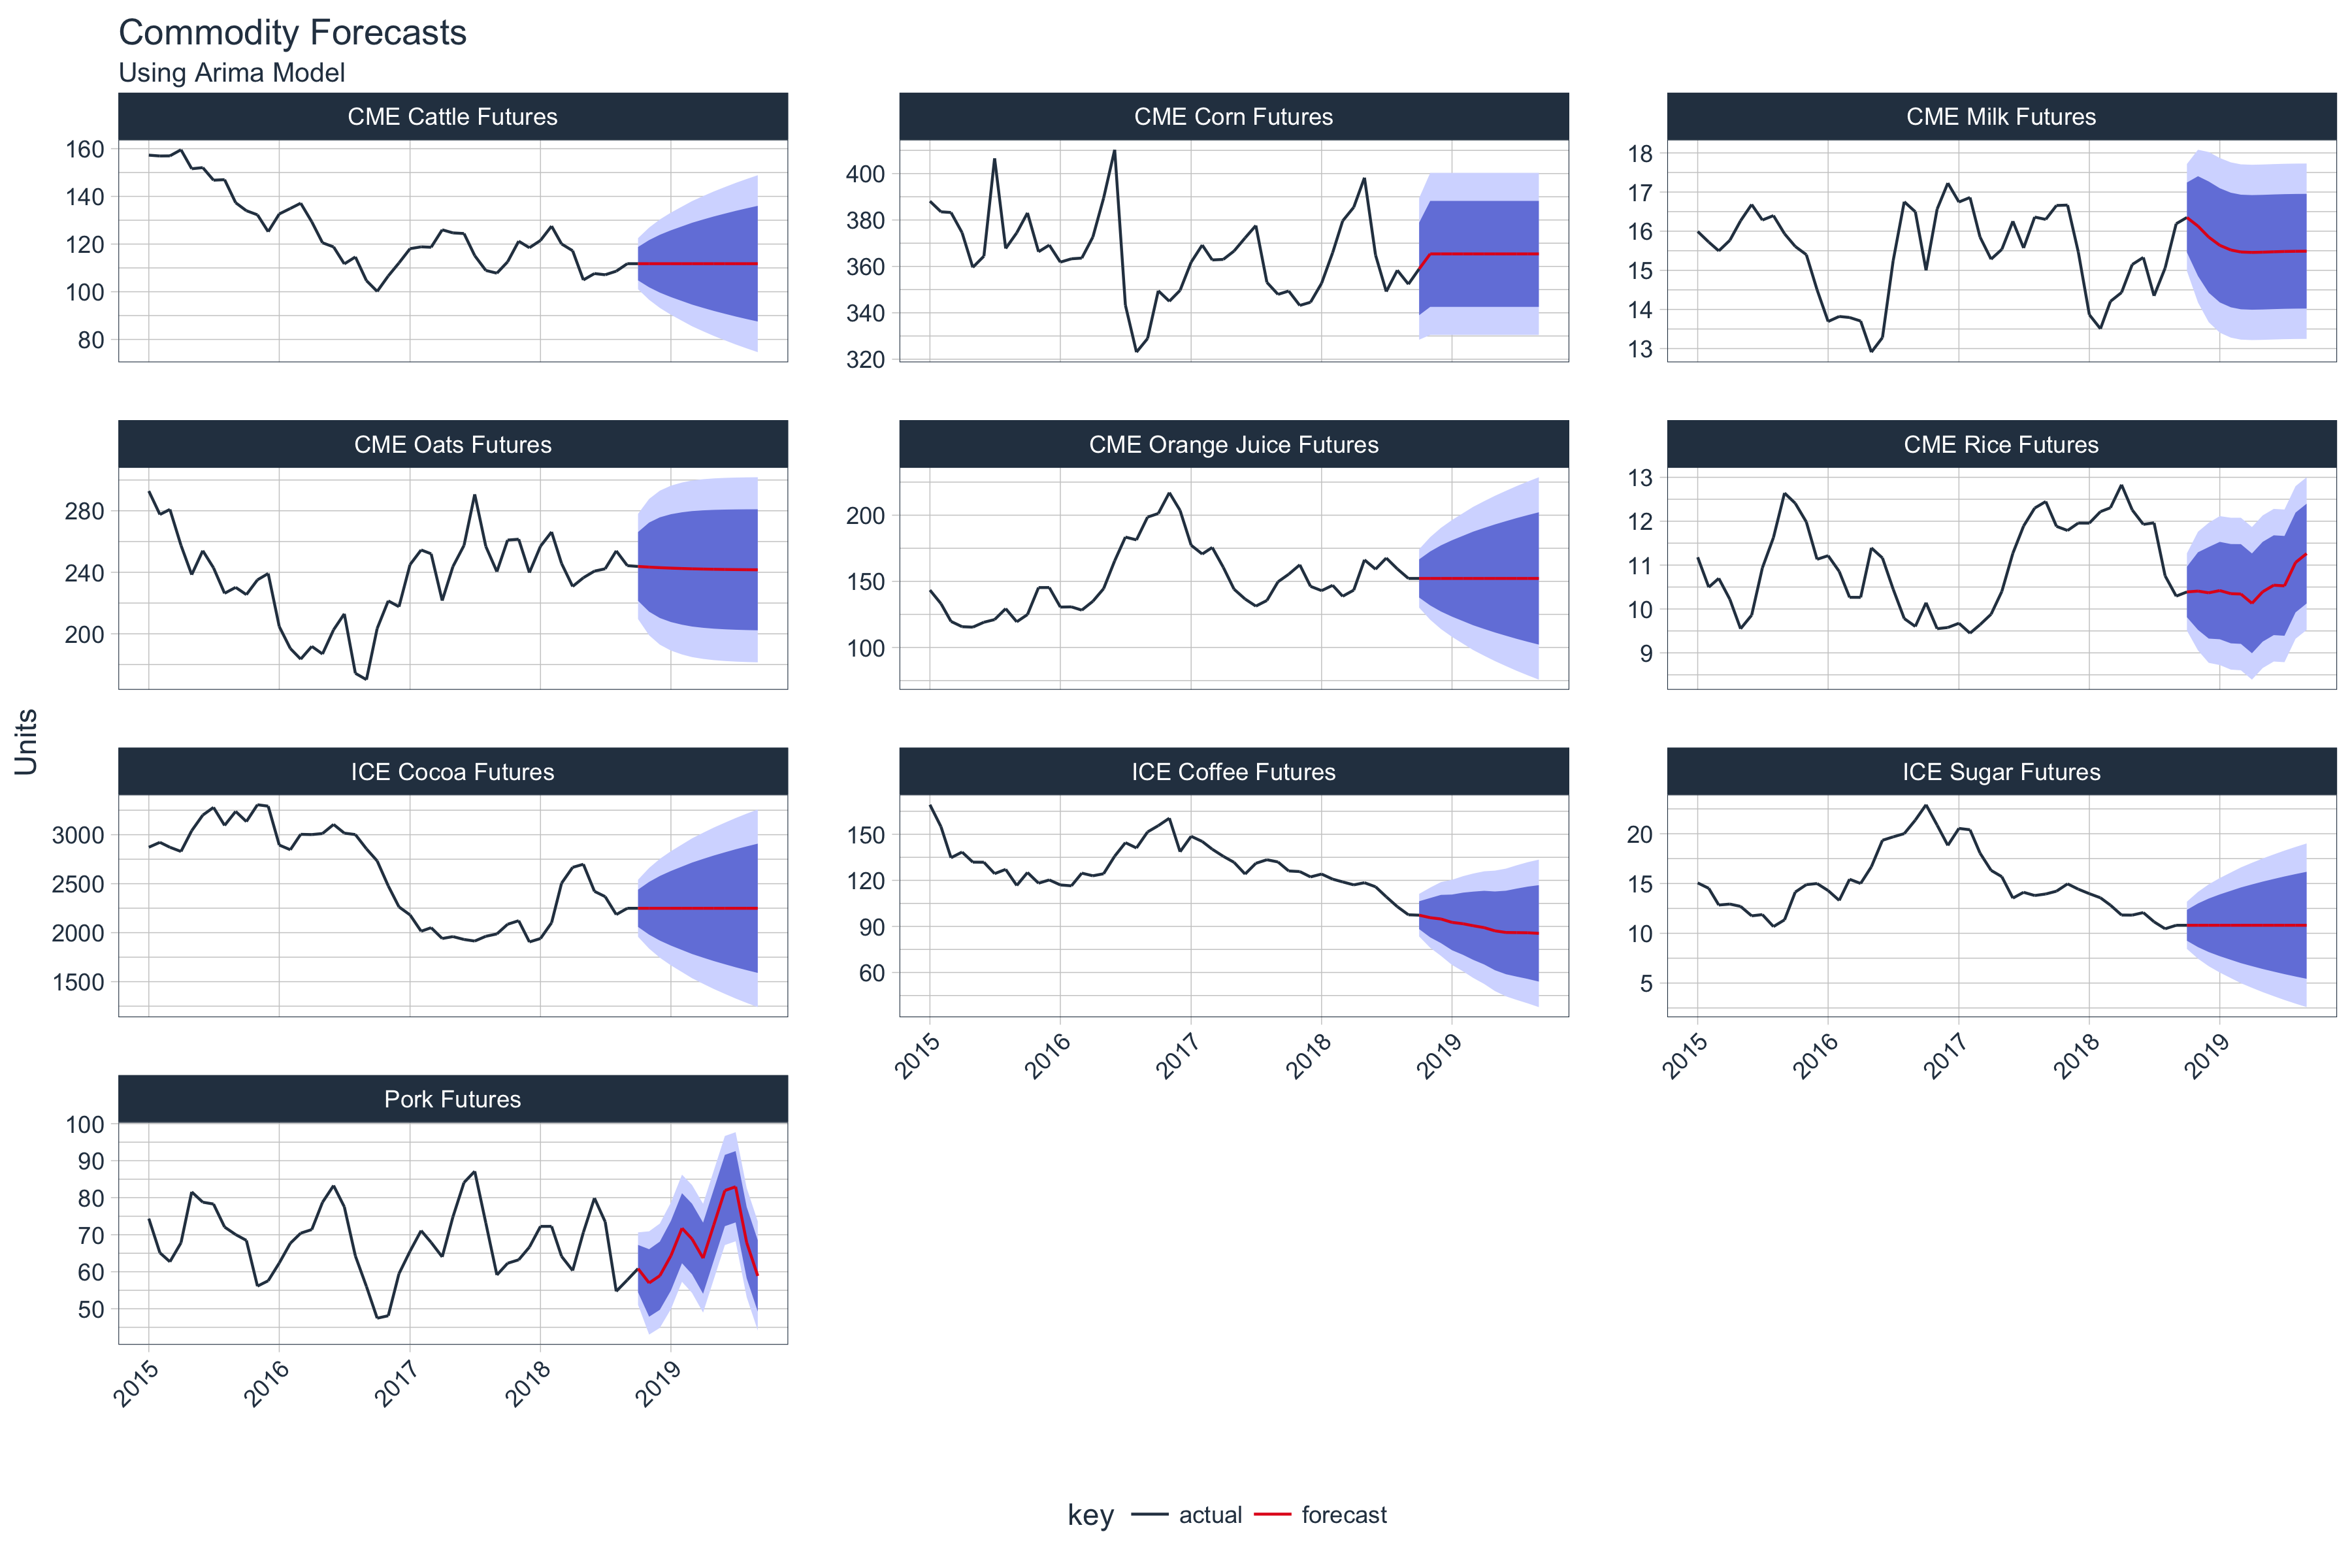 Commodity Forecasts
Using Arima Model
CME Cattle Futures
160
140
120
100
80
CME Corn Futures
400
380
360
340
320
CME Milk Futures
18
17
16
15
14
13
CME Oats Futures
280
240
200
CME Orange Juice Futures
200
150
100
CME Rice Futures
13
12
11
10
9
Units
ICE Cocoa Futures
3000
2500
2000
1500
ICE Coffee Futures
150
120
90
60
2015 2016 2017 2018 2019
ICE Sugar Futures
20
15
10
5
2015 2016 2017 2018 2019
Pork Futures
100
90
80
70
60
50
2015 2016 2017 2018 2019
key actual forecast